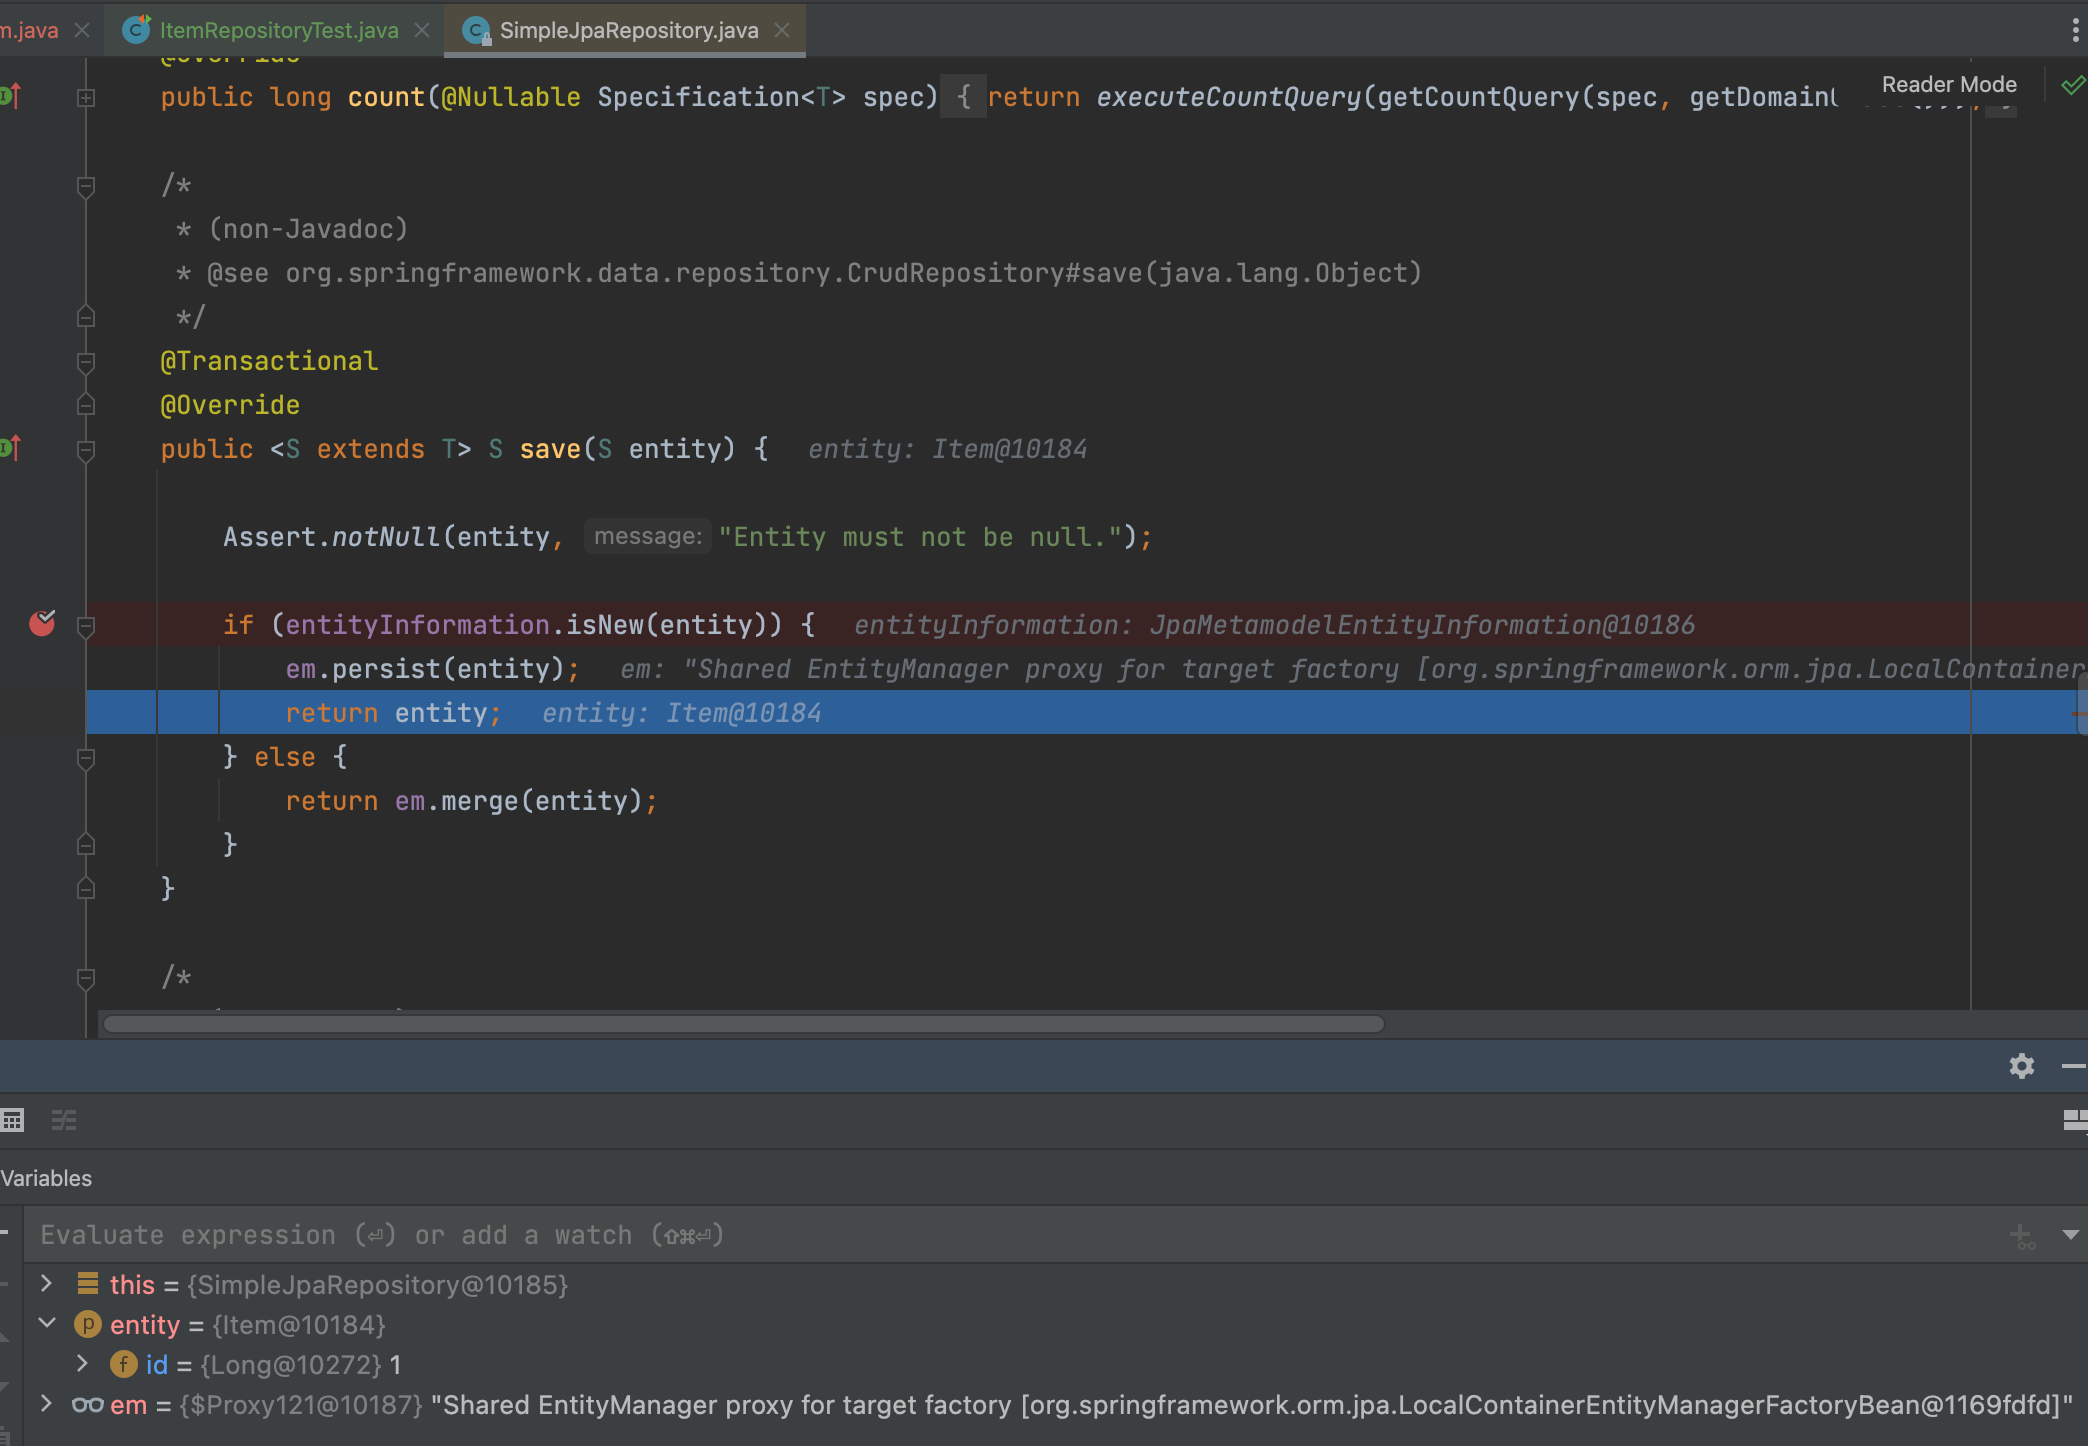 m.java
ItemRepositoryTest.java
SimpleJpaRepository.java
@Override
Reader Mode
public long count(@Nullable Specification<T> spec) { return executeCountQuery(getCountQuery(spec,
/*
* (non-Javadoc)
* @see org.springframework.data.repository.CrudRepository#save(java.lang.Object)
*/
@Transactional
@Override
public <S extends T> S save(S entity) { entity: Item@10184
Assert.notNull(entity, message: "Entity must not be null.");
if (entityInformation.isNew(entity)) { entityInformation: JpaMetamodelEntityInformation@10186
em.persist(entity); em: "Shared EntityManager proxy for target factory [org.springframework.orm.jpa.LocalContainer
return entity; entity: Item@10184
} else {
return em.merge(entity);
}
}
/*
Variables
Evaluate expression (⏎) or add a watch (⇧⌘⏎)
this = {SimpleJpaRepository@10185}
p entity = {Item@10184}
f id = {Long@10272} 1
em = {$Proxy121@10187} "Shared EntityManager proxy for target factory [org.springframework.orm.jpa.LocalContainerEntityManagerFactoryBean@1169fdfd]"